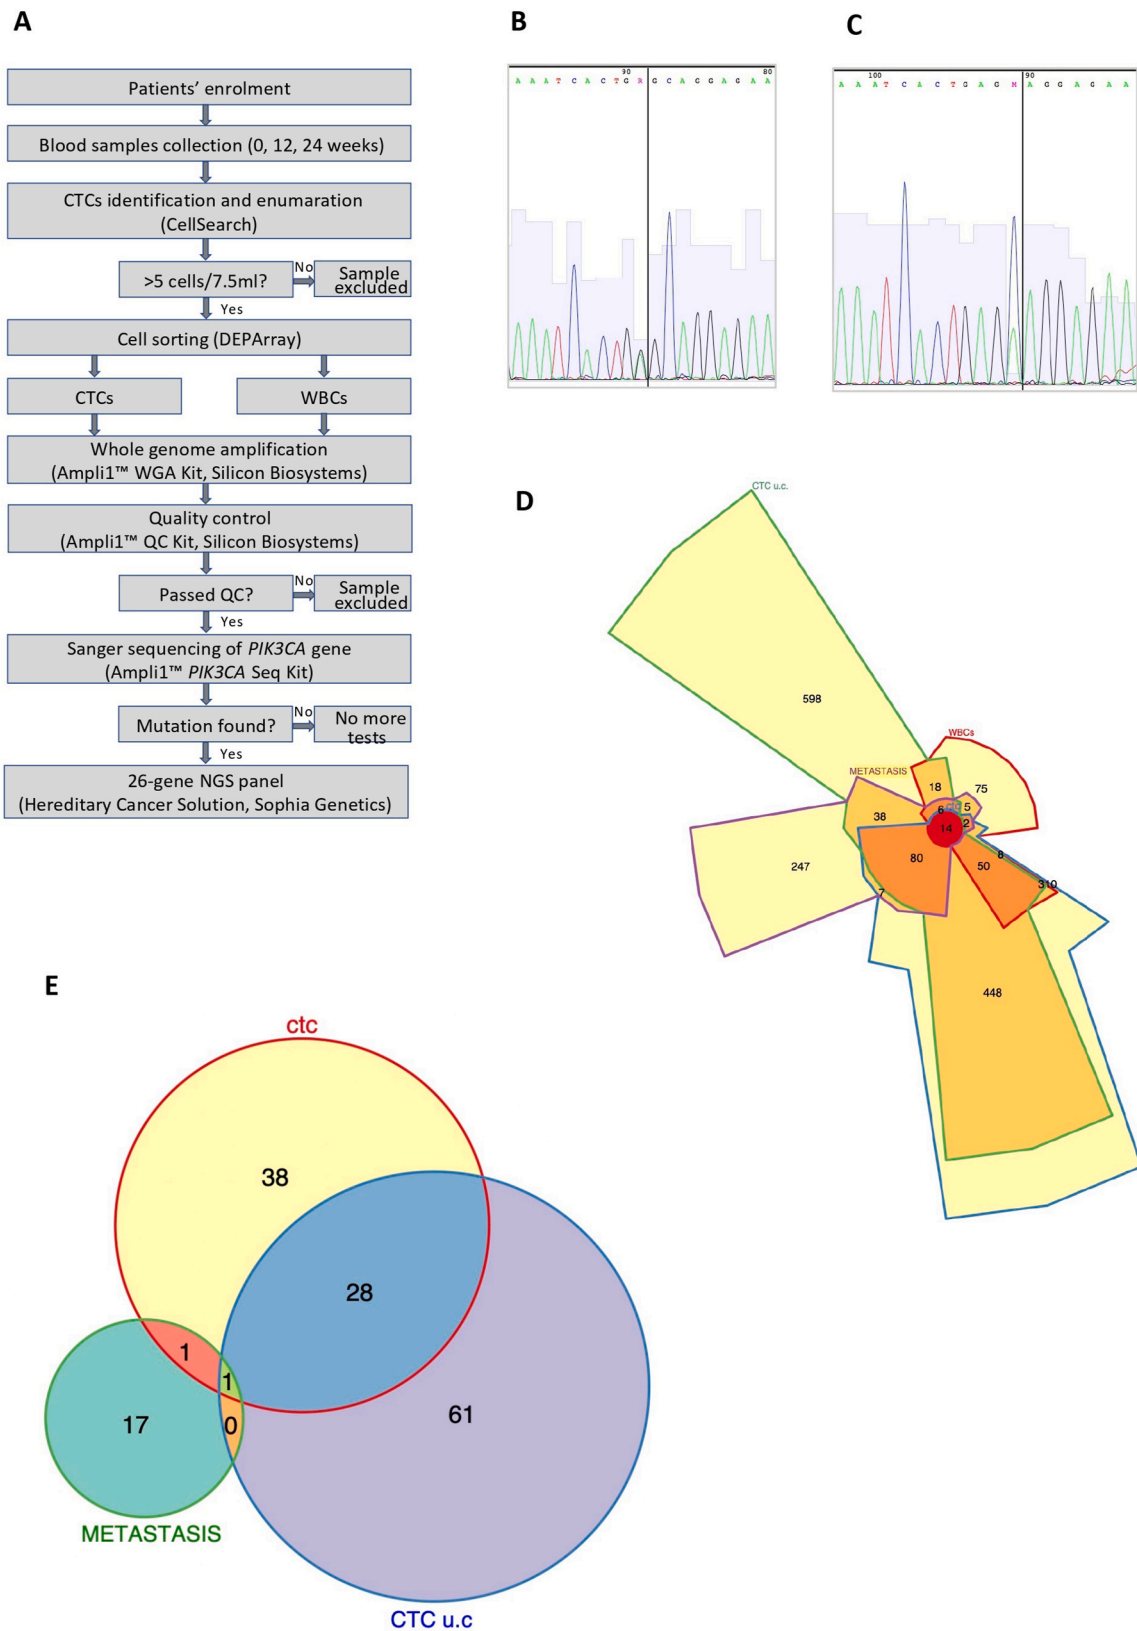 A
Patients’ enrolment
Blood samples collection (0, 12, 24 weeks)
CTCs identification and enumaration
(CellSearch)
>5 cells/7.5ml?
No
Sample
excluded
Yes
Cell sorting (DEPArray)
CTCs
WBCs
Whole genome amplification
(Ampli1™ WGA Kit, Silicon Biosystems)
Quality control
(Ampli1™ QC Kit, Silicon Biosystems)
Passed QC?
No
Sample
excluded
Yes
Sanger sequencing of PIK3CA gene
(Ampli1™ PIK3CA Seq Kit)
Mutation found?
No
No more
tests
Yes
26-gene NGS panel
(Hereditary Cancer Solution, Sophia Genetics)
B
90 80
A A A T C A C T G R G C A G G A G A A
C
100 90
A A A T C A C T G A G M A G G A G A A
D
CTC u.c.
598
WBCs
METASTASIS
18
75
6
ctc
5
38
14
2
80
50
8
310
247
7
448
E
ctc
38
28
1
1
17
0
61
METASTASIS
CTC u.c